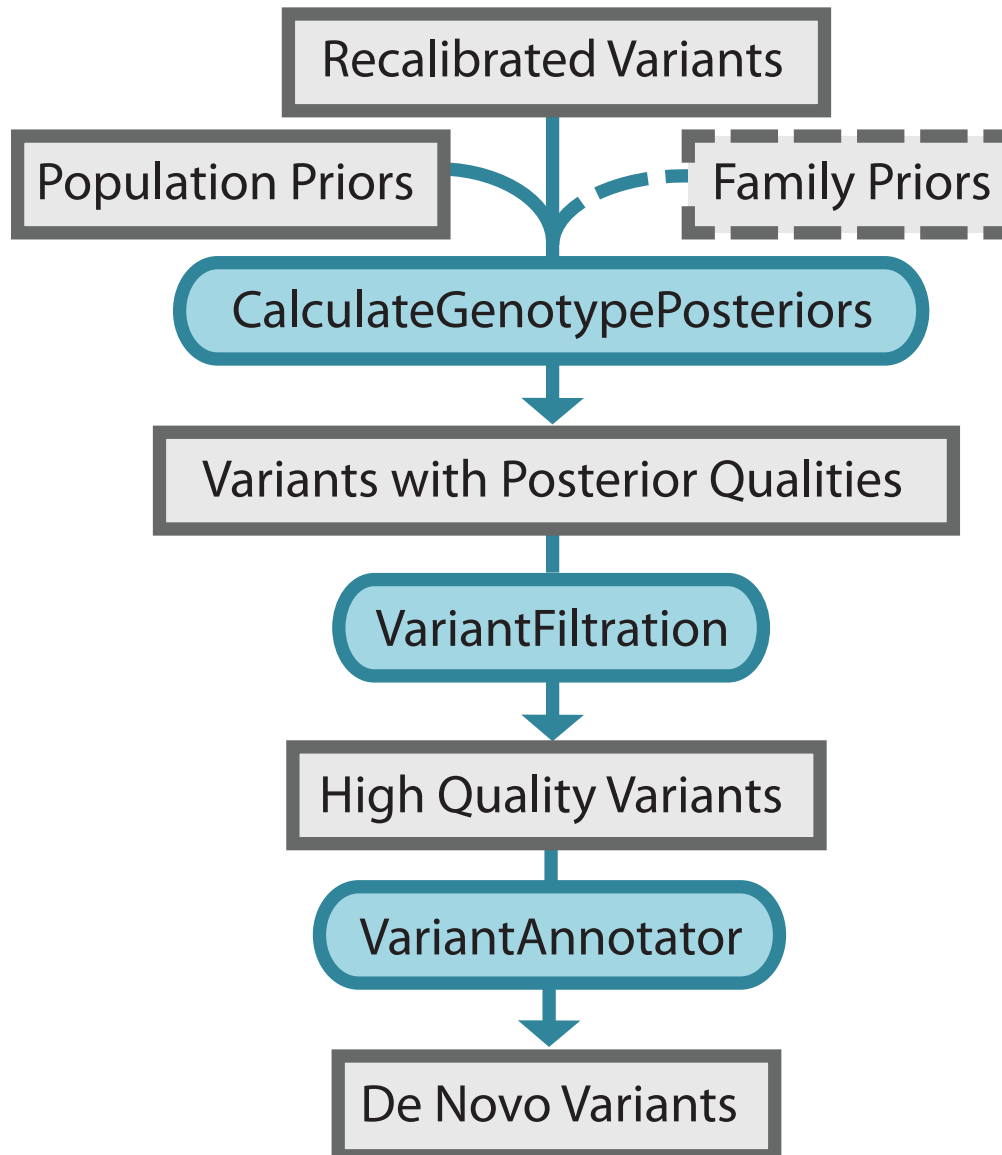 Recalibrated Variants
Population Priors
Family Priors
CalculateGenotypePosteriors
Variants with Posterior Qualities
VariantFiltration
High Quality Variants
VariantAnnotator
De Novo Variants